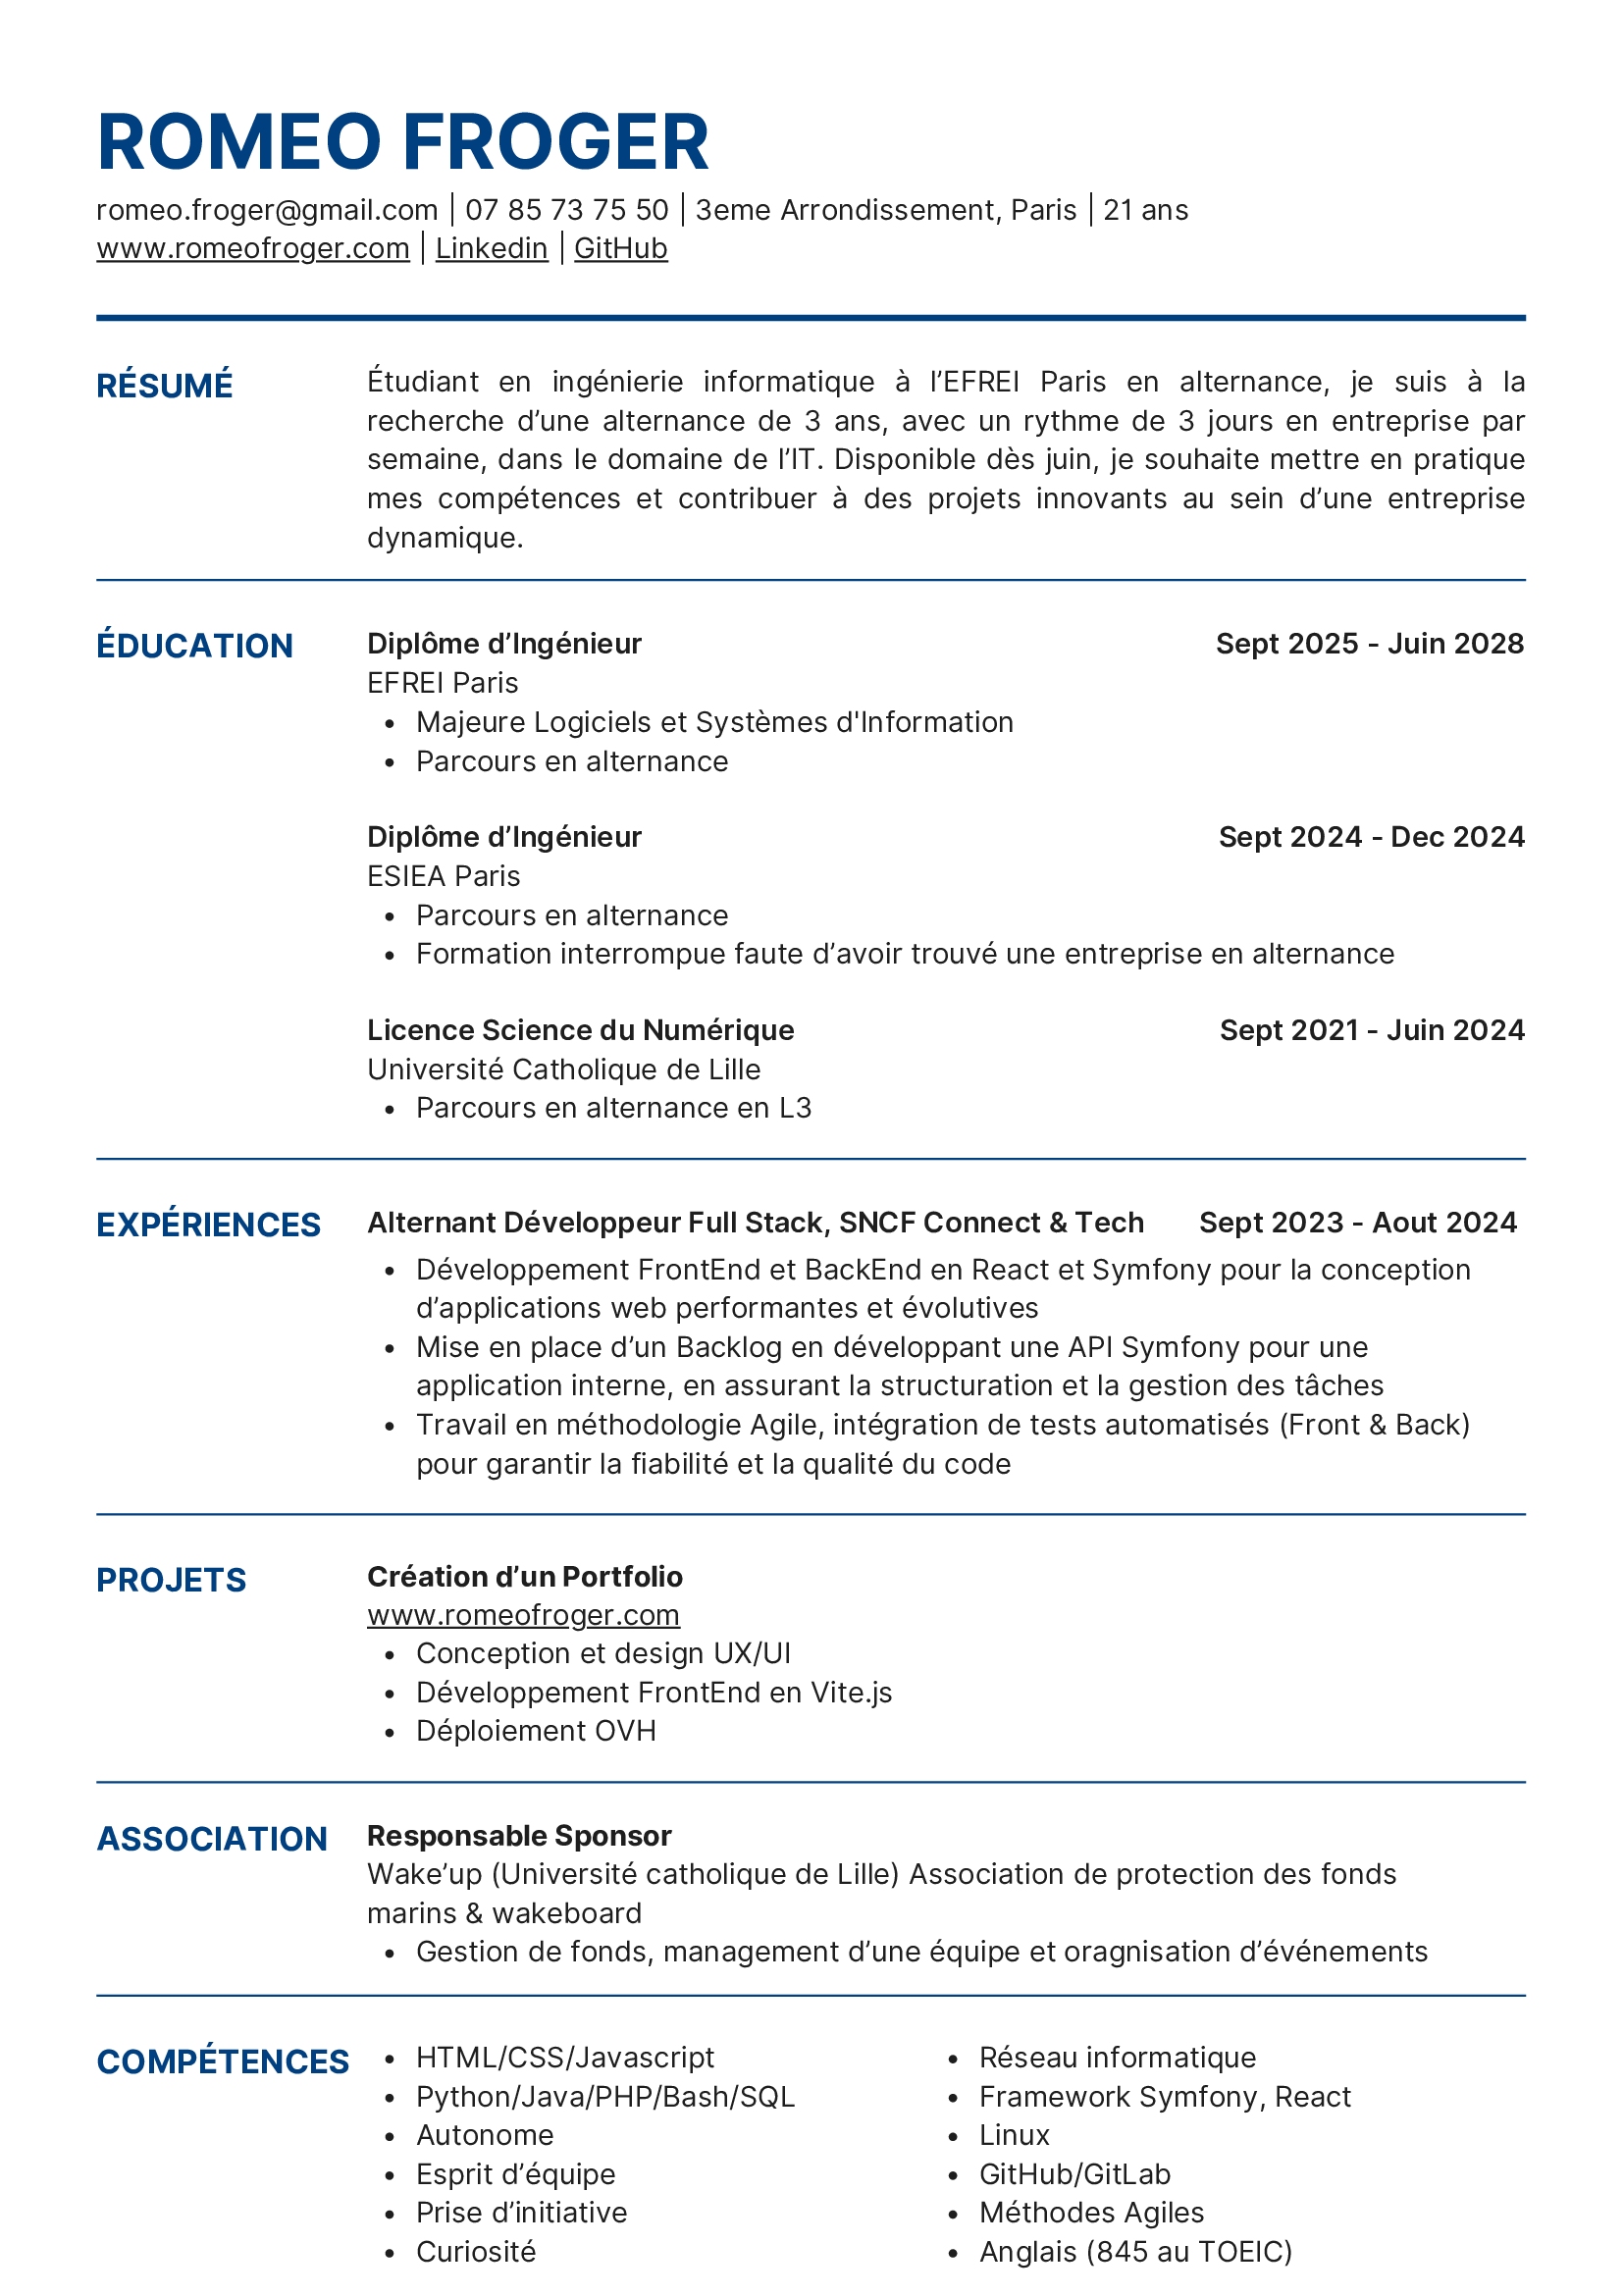 ROMEO FROGER
romeo.froger@gmail.com | 07 85 73 75 50 | 3eme Arrondissement, Paris | 21 ans
www.romeofroger.com | Linkedin | GitHub
RÉSUMÉ
Étudiant en ingénierie informatique à l’EFREI Paris en alternance, je suis à la
recherche d’une alternance de 3 ans, avec un rythme de 3 jours en entreprise par
semaine, dans le domaine de l’IT. Disponible dès juin, je souhaite mettre en pratique
mes compétences et contribuer à des projets innovants au sein d’une entreprise
dynamique.
ÉDUCATION
Diplôme d’Ingénieur Sept 2025 - Juin 2028
EFREI Paris
• Majeure Logiciels et Systèmes d'Information
• Parcours en alternance
Diplôme d’Ingénieur Sept 2024 - Dec 2024
ESIEA Paris
• Parcours en alternance
• Formation interrompue faute d’avoir trouvé une entreprise en alternance
Licence Science du Numérique Sept 2021 - Juin 2024
Université Catholique de Lille
• Parcours en alternance en L3
EXPÉRIENCES
Alternant Développeur Full Stack, SNCF Connect & Tech Sept 2023 - Aout 2024
• Développement FrontEnd et BackEnd en React et Symfony pour la conception
d’applications web performantes et évolutives
• Mise en place d’un Backlog en développant une API Symfony pour une
application interne, en assurant la structuration et la gestion des tâches
• Travail en méthodologie Agile, intégration de tests automatisés (Front & Back)
pour garantir la fiabilité et la qualité du code
PROJETS
Création d’un Portfolio
www.romeofroger.com
• Conception et design UX/UI
• Développement FrontEnd en Vite.js
• Déploiement OVH
ASSOCIATION
Responsable Sponsor
Wake’up (Université catholique de Lille) Association de protection des fonds
marins & wakeboard
• Gestion de fonds, management d’une équipe et oragnisation d’événements
COMPÉTENCES
• HTML/CSS/Javascript
• Python/Java/PHP/Bash/SQL
• Autonome
• Esprit d’équipe
• Prise d’initiative
• Curiosité
• Réseau informatique
• Framework Symfony, React
• Linux
• GitHub/GitLab
• Méthodes Agiles
• Anglais (845 au TOEIC)